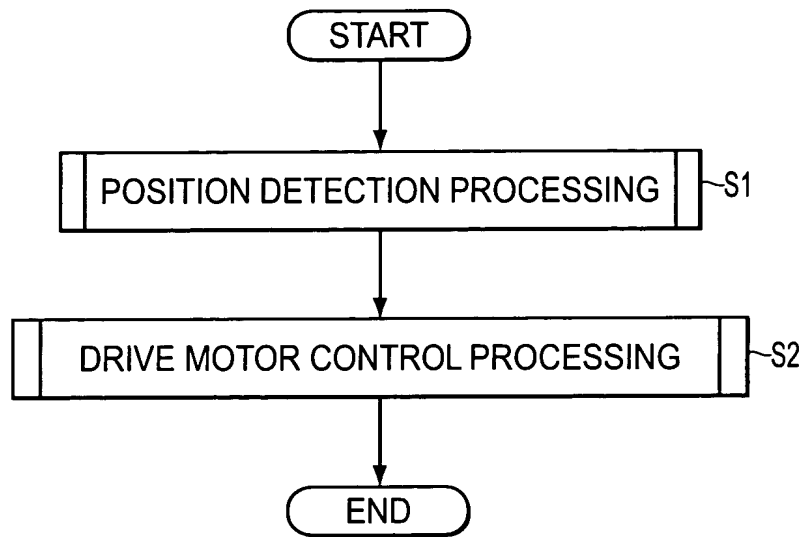 START
POSITION DETECTION PROCESSING
S1
DRIVE MOTOR CONTROL PROCESSING
S2
END